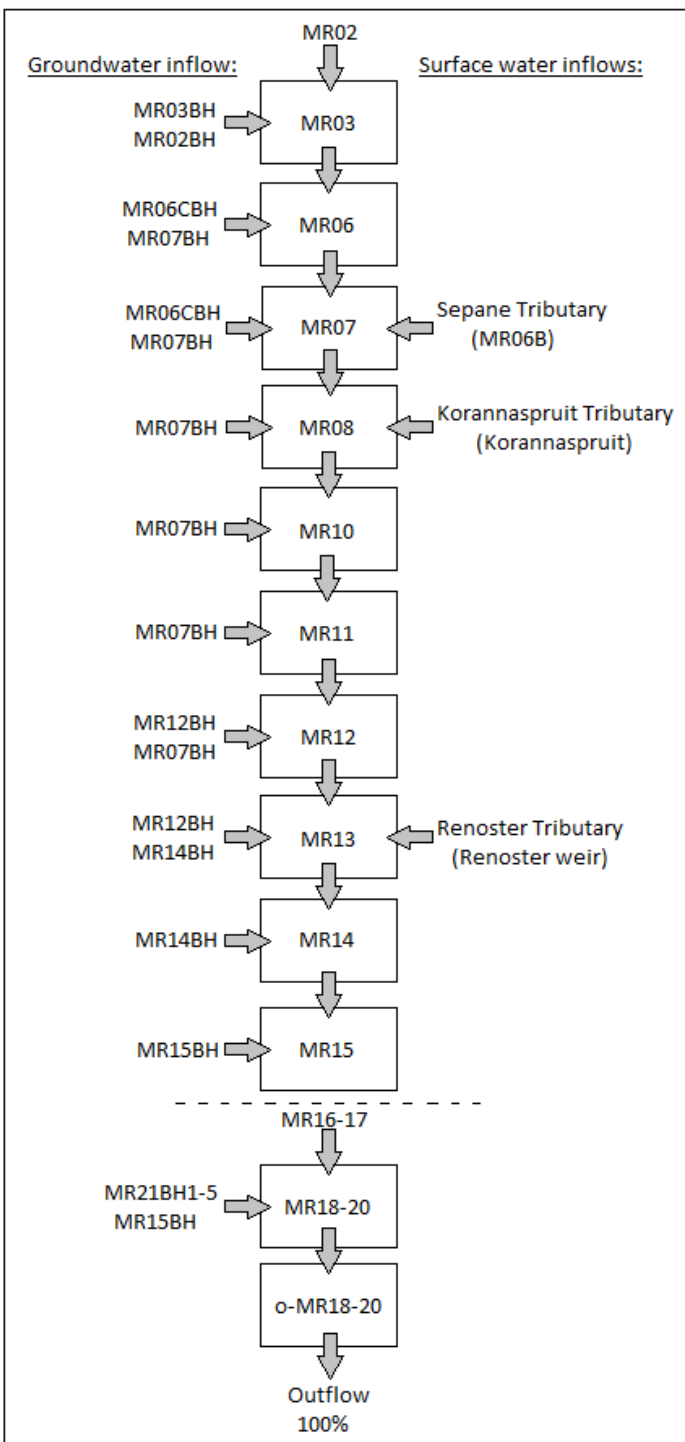 MR02
Groundwater inflow:
Surface water inflows:
MR03BH
MR02BH
MR03
MR06CBH
MR07BH
MR06
MR06CBH
MR07BH
MR07
Sepane Tributary
(MR06B)
MR07BH
MR08
Korannaspruit Tributary
(Korannaspruit)
MR07BH
MR10
MR07BH
MR11
MR12BH
MR07BH
MR12
MR12BH
MR14BH
MR13
Renoster Tributary
(Renoster weir)
MR14BH
MR14
MR15BH
MR15
MR16-17
MR21BH1-5
MR15BH
MR18-20
o-MR18-20
Outflow
100%